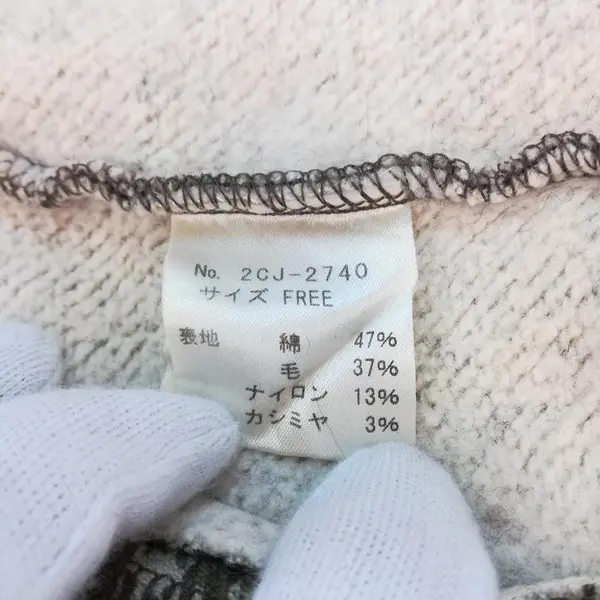 No. 2CJ-2740
サイズ FREE
表地 綿 47%
毛 37%
ナイロン 13%
カシミヤ 3%